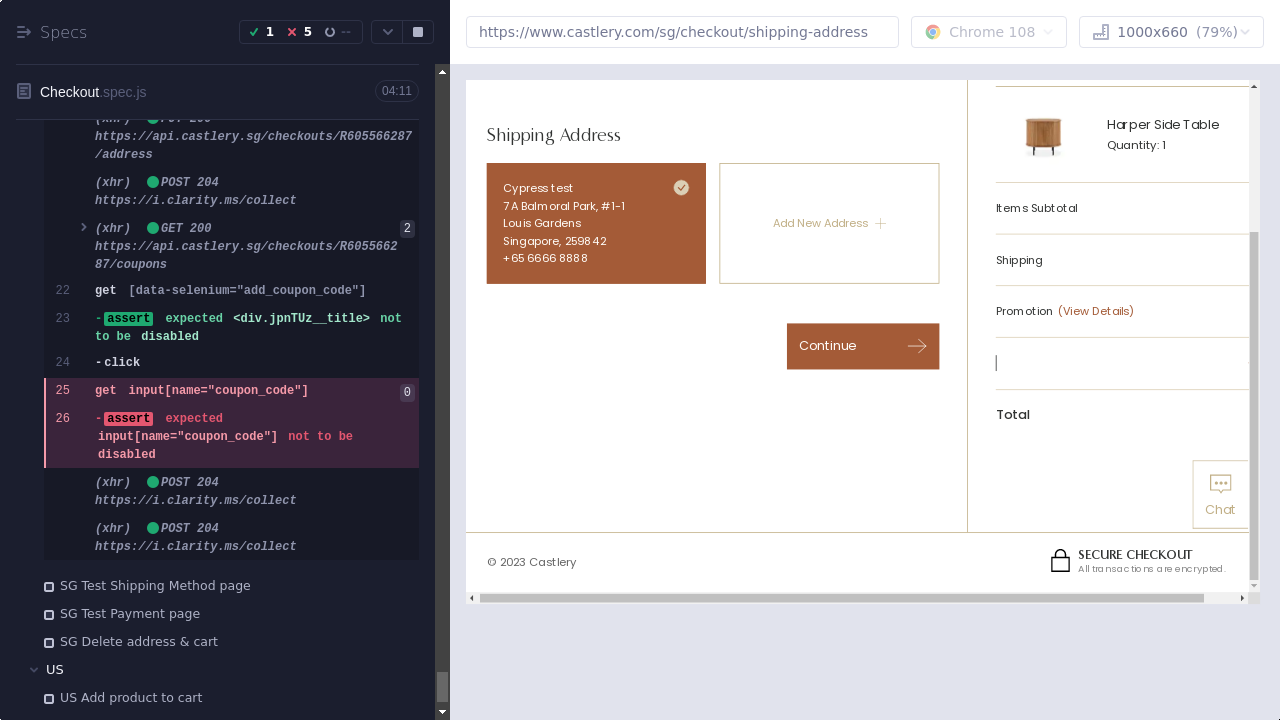 Specs
1
5
--
https://www.castlery.com/sg/checkout/shipping-address
Chrome 108
1000x660 (79%)
Checkout.spec.js
04:11
(xhr) PUT 200
https://api.castlery.sg/checkouts/R605566287
/address
(xhr) POST 204
https://i.clarity.ms/collect
(xhr) GET 200
2
https://api.castlery.sg/checkouts/R6055662
87/coupons
22 get [data-selenium="add_coupon_code"]
23 -assert expected <div.jpnTUz__title> not
to be disabled
24 -click
25 get input[name="coupon_code"]
0
26 -assert expected
input[name="coupon_code"] not to be
disabled
(xhr) POST 204
https://i.clarity.ms/collect
(xhr) POST 204
https://i.clarity.ms/collect
SG Test Shipping Method page
SG Test Payment page
SG Delete address & cart
US
US Add product to cart
Shipping Address
Cypress test
7A Balmoral Park, #1-1
Louis Gardens
Singapore, 259842
+65 6666 8888
Add New Address
Continue
Harper Side Table
Quantity: 1
Items Subtotal
Shipping
Promotion (View Details)
Total
Chat
© 2023 Castlery
SECURE CHECKOUT
All transactions are encrypted.